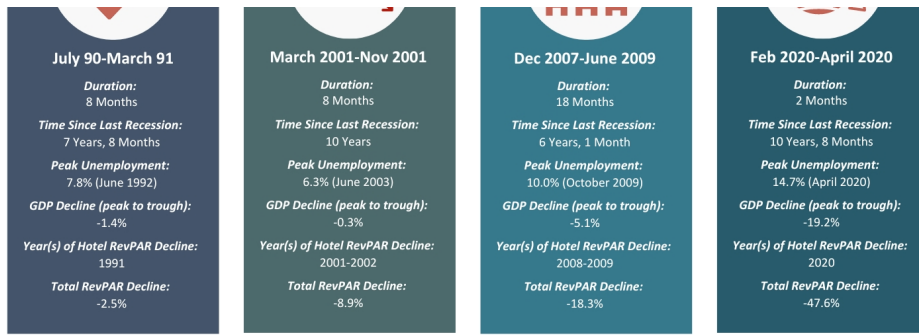 July 90-March 91
Duration:
8 Months
Time Since Last Recession:
7 Years, 8 Months
Peak Unemployment:
7.8% (June 1992)
GDP Decline (peak to trough):
-1.4%
Year(s) of Hotel RevPAR Decline:
1991
Total RevPAR Decline:
-2.5%
March 2001-Nov 2001
Duration:
8 Months
Time Since Last Recession:
10 Years
Peak Unemployment:
6.3% (June 2003)
GDP Decline (peak to trough):
-0.3%
Year(s) of Hotel RevPAR Decline:
2001-2002
Total RevPAR Decline:
-8.9%
Dec 2007-June 2009
Duration:
18 Months
Time Since Last Recession:
6 Years, 1 Month
Peak Unemployment:
10.0% (October 2009)
GDP Decline (peak to trough):
-5.1%
Year(s) of Hotel RevPAR Decline:
2008-2009
Total RevPAR Decline:
-18.3%
Feb 2020-April 2020
Duration:
2 Months
Time Since Last Recession:
10 Years, 8 Months
Peak Unemployment:
14.7% (April 2020)
GDP Decline (peak to trough):
-19.2%
Year(s) of Hotel RevPAR Decline:
2020
Total RevPAR Decline:
-47.6%